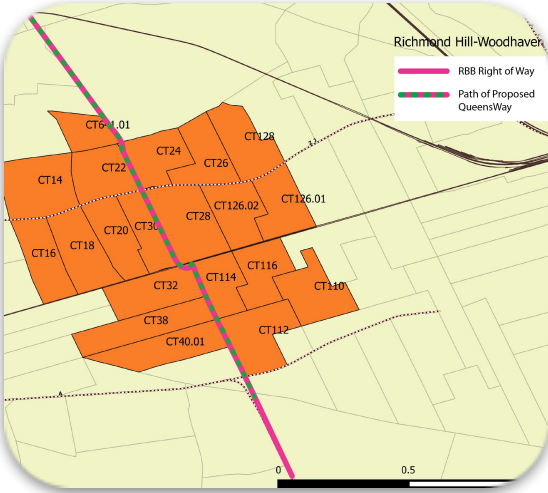 Richmond Hill-Woodhaven
RBB Right of Way
Path of Proposed
QueensWay
CT128
CT24
CT26
CT22
CT14
CT126.01
CT126.02
CT28
CT30
CT20
CT18
CT16
CT116
CT114
CT32
CT110
CT38
CT112
CT40.01
0
0.5